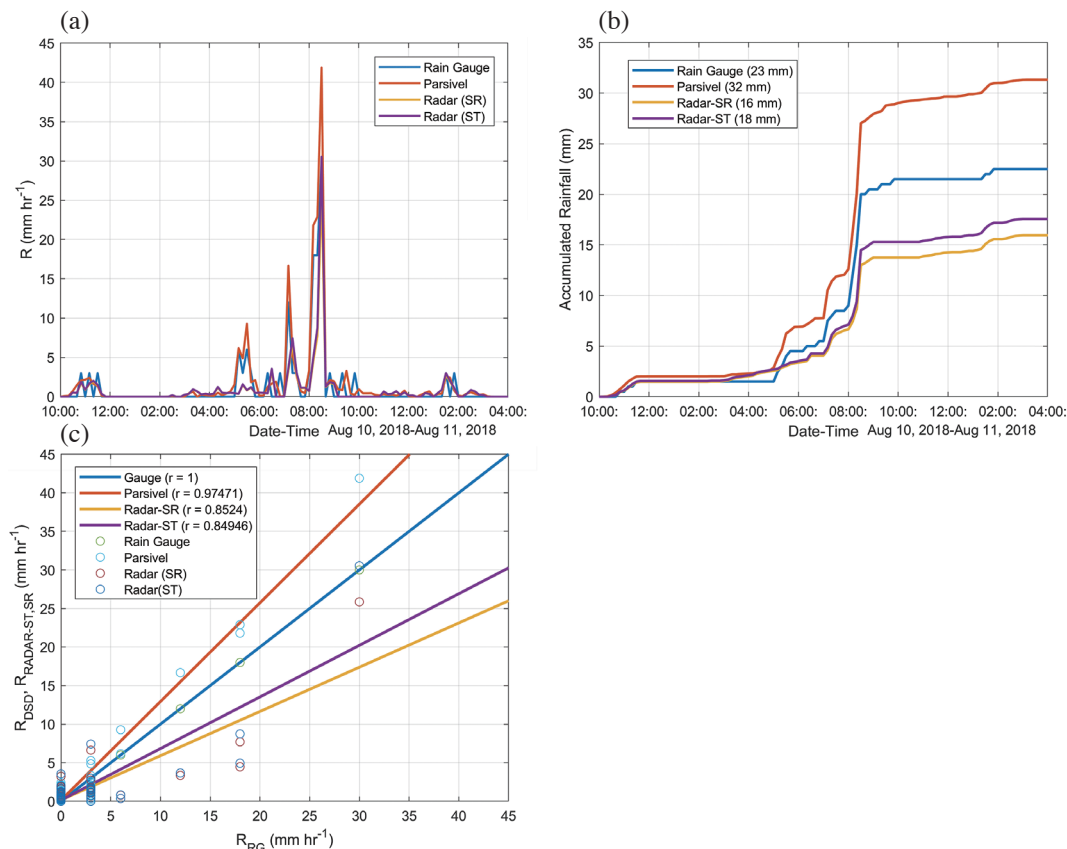 (a)
45
40
35
30
25
20
15
10
5
0
R (mm hr⁻¹)
Rain Gauge
Parsivel
Radar (SR)
Radar (ST)
10:00: 12:00: 02:00: 04:00: 06:00: 08:00: 10:00: 12:00: 02:00: 04:00:
Date-Time Aug 10, 2018-Aug 11, 2018
(b)
35
30
25
20
15
10
5
0
Accumulated Rainfall (mm)
Rain Gauge (23 mm)
Parsivel (32 mm)
Radar-SR (16 mm)
Radar-ST (18 mm)
10:00: 12:00: 02:00: 04:00: 06:00: 08:00: 10:00: 12:00: 02:00: 04:00:
Date-Time Aug 10, 2018-Aug 11, 2018
(c)
45
40
35
30
25
20
15
10
5
0
R_DSD, R_RADAR-ST,SR (mm hr⁻¹)
Gauge (r = 1)
Parsivel (r = 0.97471)
Radar-SR (r = 0.8524)
Radar-ST (r = 0.84946)
Rain Gauge
Parsivel
Radar (SR)
Radar(ST)
0 5 10 15 20 25 30 35 40 45
R_RG (mm hr⁻¹)